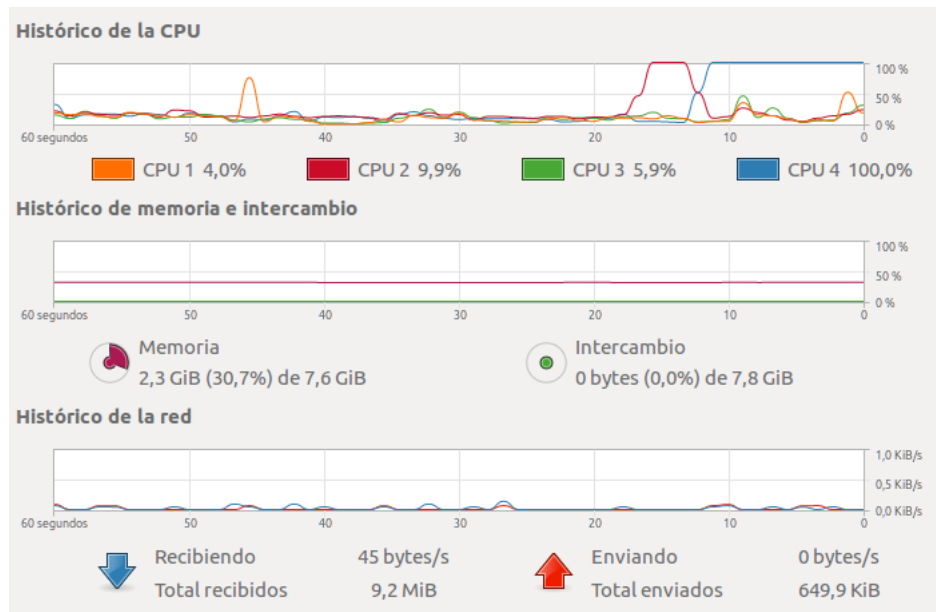 Histórico de la CPU
100 %
50 %
0 %
60 segundos 50 40 30 20 10 0
CPU 1 4,0% CPU 2 9,9% CPU 3 5,9% CPU 4 100,0%
Histórico de memoria e intercambio
100 %
50 %
0 %
60 segundos 50 40 30 20 10 0
Memoria Intercambio
2,3 GiB (30,7%) de 7,6 GiB 0 bytes (0,0%) de 7,8 GiB
Histórico de la red
1,0 KiB/s
0,5 KiB/s
0,0 KiB/s
60 segundos 50 40 30 20 10 0
Recibiendo 45 bytes/s Enviando 0 bytes/s
Total recibidos 9,2 MiB Total enviados 649,9 KiB